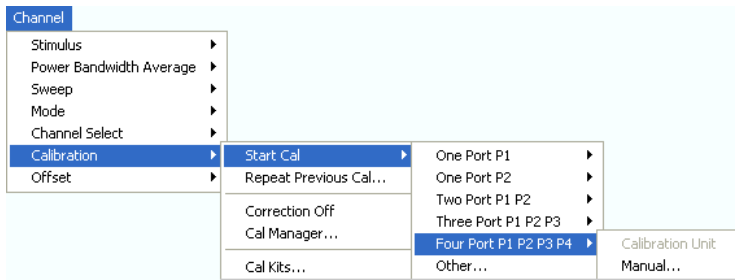 Channel
Stimulus
Power Bandwidth Average
Sweep
Mode
Channel Select
Calibration
Offset
Start Cal
Repeat Previous Cal...
Correction Off
Cal Manager...
Cal Kits...
One Port P1
One Port P2
Two Port P1 P2
Three Port P1 P2 P3
Four Port P1 P2 P3 P4
Other...
Calibration Unit
Manual...